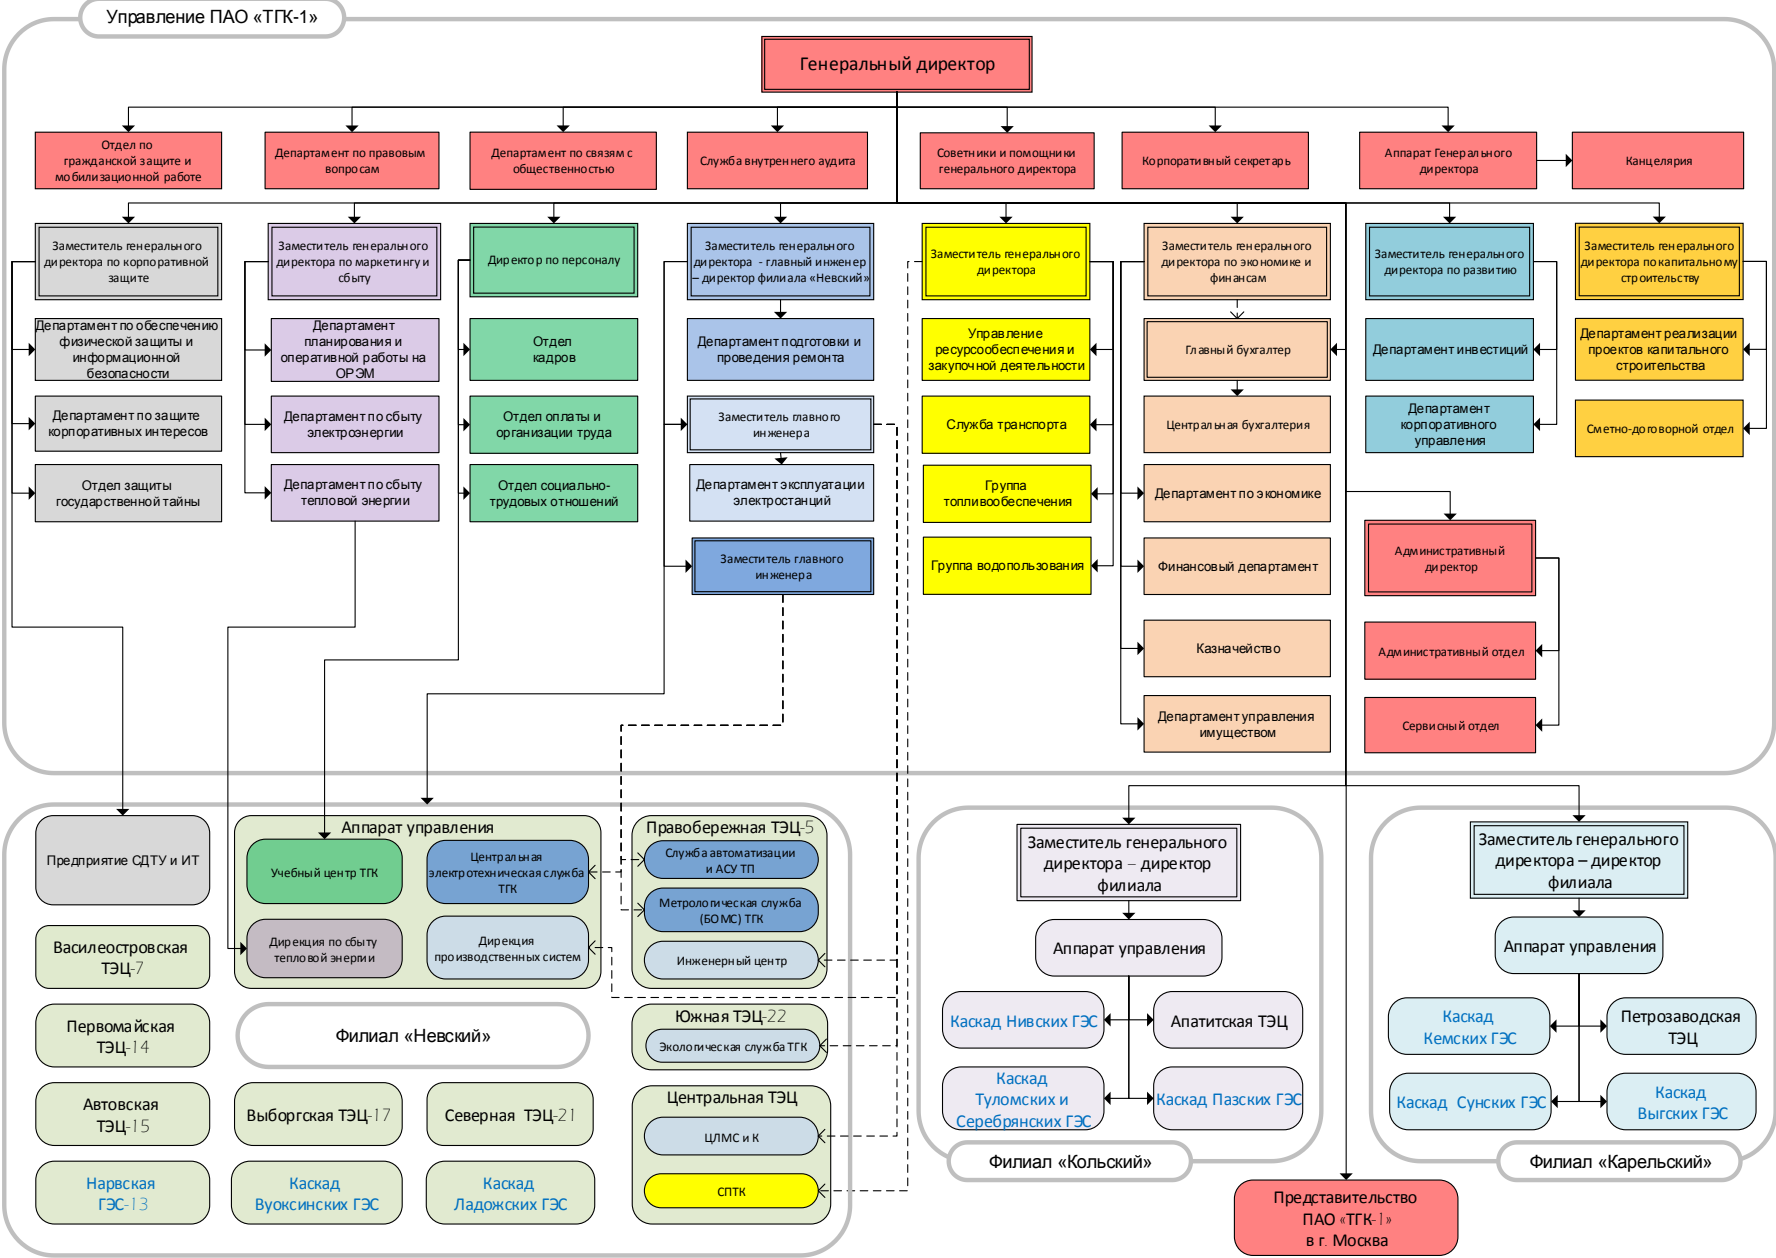 Управление ПАО «ТГК-1»
Генеральный директор
Отдел по
гражданской защите и
мобилизационной работе
Департамент по правовым
вопросам
Департамент по связям с
общественностью
Служба внутреннего аудита
Советники и помощники
генерального директора
Корпоративный секретарь
Аппарат Генерального
директора
Канцелярия
Заместитель генерального
директора по корпоративной
защите
Заместитель генерального
директора по маркетингу и
сбыту
Директор по персоналу
Заместитель генерального
директора - главный инженер
– директор филиала «Невский»
Заместитель генерального
директора
Заместитель генерального
директора по экономике и
финансам
Заместитель генерального
директора по развитию
Заместитель генерального
директора по капитальному
строительству
Департамент по обеспечению
физической защиты и
информационной
безопасности
Департамент
планирования и
оперативной работы на
ОРЭМ
Отдел
кадров
Департамент подготовки и
проведения ремонта
Управление
ресурсообеспечения и
закупочной деятельности
Главный бухгалтер
Департамент инвестиций
Департамент реализации
проектов капитального
строительства
Департамент по защите
корпоративных интересов
Департамент по сбыту
электроэнергии
Отдел оплаты и
организации труда
Заместитель главного
инженера
Служба транспорта
Центральная бухгалтерия
Департамент
корпоративного
управления
Сметно-договорной отдел
Отдел защиты
государственной тайны
Департамент по сбыту
тепловой энергии
Отдел социально-
трудовых отношений
Департамент эксплуатации
электростанций
Группа
топливообеспечения
Департамент по экономике
Заместитель главного
инженера
Группа водопользования
Финансовый департамент
Административный
директор
Казначейство
Административный отдел
Департамент управления
имуществом
Сервисный отдел
Предприятие СДТУ и ИТ
Аппарат управления
Учебный центр ТГК
Центральная
электротехническая служба
ТГК
Дирекция по сбыту
тепловой энергии
Дирекция
производственных систем
Правобережная ТЭЦ-5
Служба автоматизации
и АСУ ТП
Метрологическая служба
(БОМС) ТГК
Инженерный центр
Василеостровская
ТЭЦ-7
Первомайская
ТЭЦ-14
Филиал «Невский»
Южная ТЭЦ-22
Экологическая служба ТГК
Автовская
ТЭЦ-15
Выборгская ТЭЦ-17
Северная ТЭЦ-21
Центральная ТЭЦ
ЦЛМС и К
СПТК
Нарвская
ГЭС-13
Каскад
Вуоксинских ГЭС
Каскад
Ладожских ГЭС
Заместитель генерального
директора – директор
филиала
Аппарат управления
Каскад Нивских ГЭС
Апатитская ТЭЦ
Каскад
Туломских и
Серебрянских ГЭС
Каскад Пазских ГЭС
Филиал «Кольский»
Заместитель генерального
директора – директор
филиала
Аппарат управления
Каскад
Кемских ГЭС
Петрозаводская
ТЭЦ
Каскад Сунских ГЭС
Каскад
Выгских ГЭС
Филиал «Карельский»
Представительство
ПАО «ТГК-1»
в г. Москва